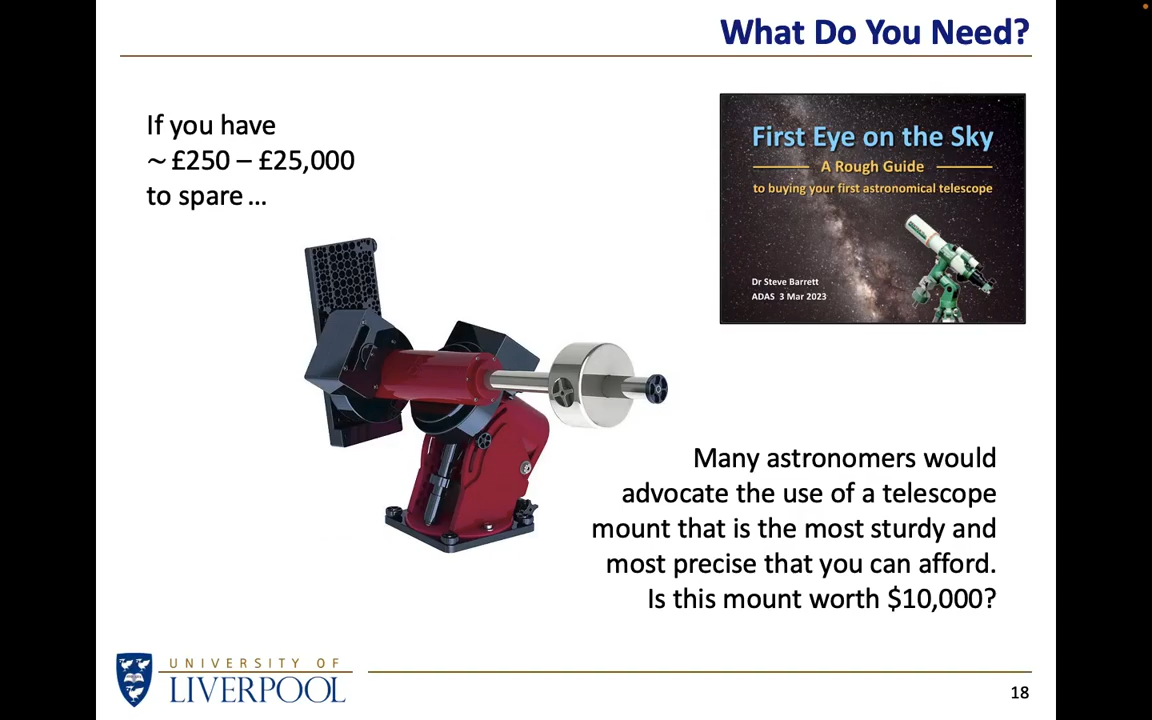 What Do You Need?
If you have
~ £250 – £25,000
to spare ...
First Eye on the Sky
A Rough Guide
to buying your first astronomical telescope
Dr Steve Barrett
ADAS 3 Mar 2023
Many astronomers would
advocate the use of a telescope
mount that is the most sturdy and
most precise that you can afford.
Is this mount worth $10,000?
UNIVERSITY OF
LIVERPOOL
18